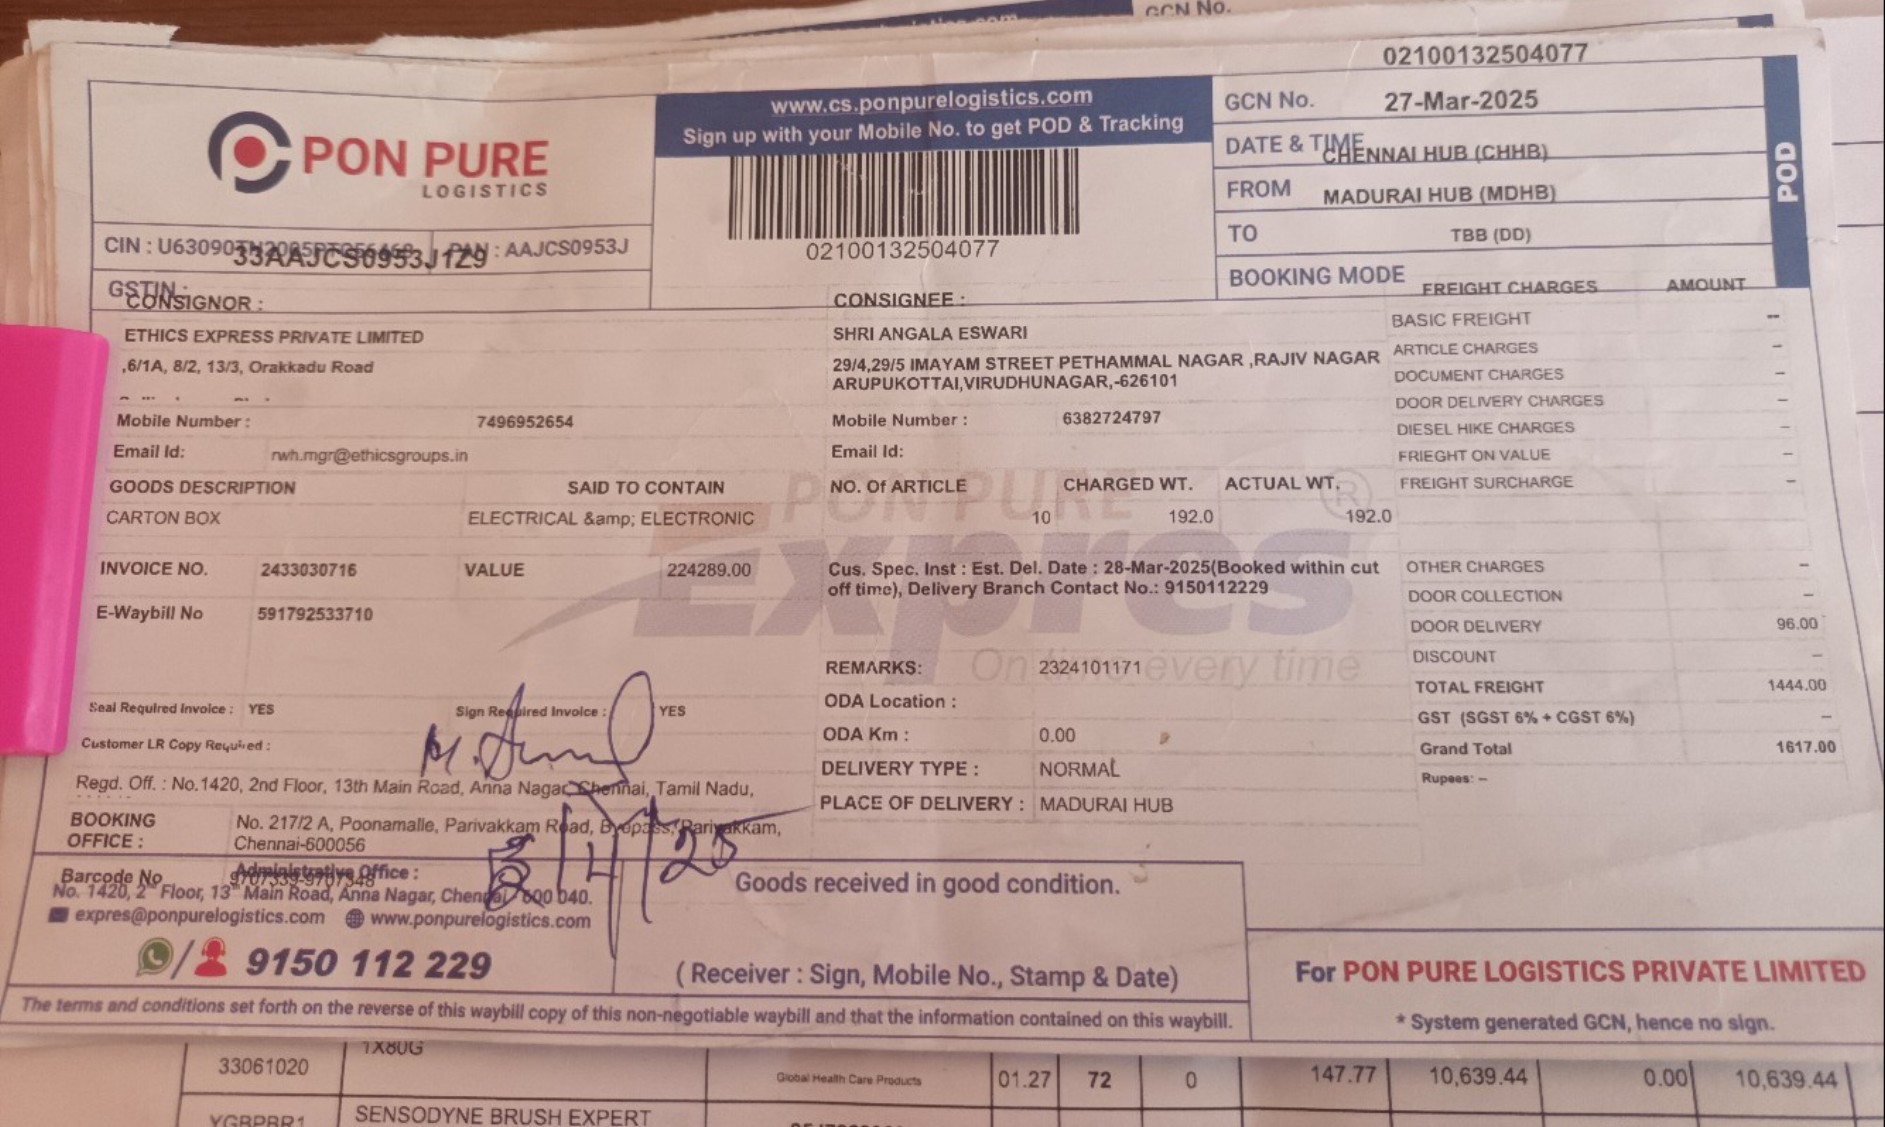 GCN No.
02100132504077
PON PURE
LOGISTICS
www.cs.ponpurelogistics.com
Sign up with your Mobile No. to get POD & Tracking
02100132504077
GCN No. 27-Mar-2025
DATE & TIME CHENNAI HUB (CHHB)
FROM MADURAI HUB (MDHB)
TO TBB (DD)
BOOKING MODE
POD
CIN : PAN : AAJCS0953J
33AAJCS0953J1Z9
GSTIN :
CONSIGNOR :
ETHICS EXPRESS PRIVATE LIMITED
,6/1A, 8/2, 13/3, Orakkadu Road
Mobile Number : 7496952654
Email Id: rwh.mgr@ethicsgroups.in
CONSIGNEE :
SHRI ANGALA ESWARI
29/4,29/5 IMAYAM STREET PETHAMMAL NAGAR ,RAJIV NAGAR
ARUPUKOTTAI,VIRUDHUNAGAR,-626101
Mobile Number : 6382724797
Email Id:
FREIGHT CHARGES AMOUNT
BASIC FREIGHT --
ARTICLE CHARGES –
DOCUMENT CHARGES –
DOOR DELIVERY CHARGES –
DIESEL HIKE CHARGES –
FRIEGHT ON VALUE –
FREIGHT SURCHARGE –
GOODS DESCRIPTION SAID TO CONTAIN NO. Of ARTICLE CHARGED WT. ACTUAL WT.
CARTON BOX ELECTRICAL &amp; ELECTRONIC 10 192.0 192.0
PON PURE
Expres ®
On time every time
INVOICE NO. 2433030716 VALUE 224289.00
E-Waybill No 591792533710
Cus. Spec. Inst : Est. Del. Date : 28-Mar-2025(Booked within cut
off time), Delivery Branch Contact No.: 9150112229
OTHER CHARGES –
DOOR COLLECTION –
DOOR DELIVERY 96.00
DISCOUNT –
TOTAL FREIGHT 1444.00
GST (SGST 6% + CGST 6%) –
Grand Total 1617.00
Rupees: –
REMARKS: 2324101171
ODA Location :
ODA Km : 0.00
DELIVERY TYPE : NORMAL
PLACE OF DELIVERY : MADURAI HUB
Seal Required Invoice : YES Sign Required Invoice : YES
Customer LR Copy Required :
Regd. Off. : No.1420, 2nd Floor, 13th Main Road, Anna Nagar, Chennai, Tamil Nadu,
BOOKING OFFICE : No. 217/2 A, Poonamalle, Parivakkam Road, Byepass, Pariyakkam,
Chennai-600056
Barcode No 9707339-9707348
Administrative Office :
No. 1420, 2nd Floor, 13th Main Road, Anna Nagar, Chennai, 600 040.
expres@ponpurelogistics.com www.ponpurelogistics.com
9150 112 229
/4/25
Goods received in good condition.
( Receiver : Sign, Mobile No., Stamp & Date)
For PON PURE LOGISTICS PRIVATE LIMITED
* System generated GCN, hence no sign.
The terms and conditions set forth on the reverse of this waybill copy of this non-negotiable waybill and that the information contained on this waybill.
33061020 1X80G Global Health Care Products 01.27 72 0 147.77 10,639.44 0.00 10,639.44
SENSODYNE BRUSH EXPERT